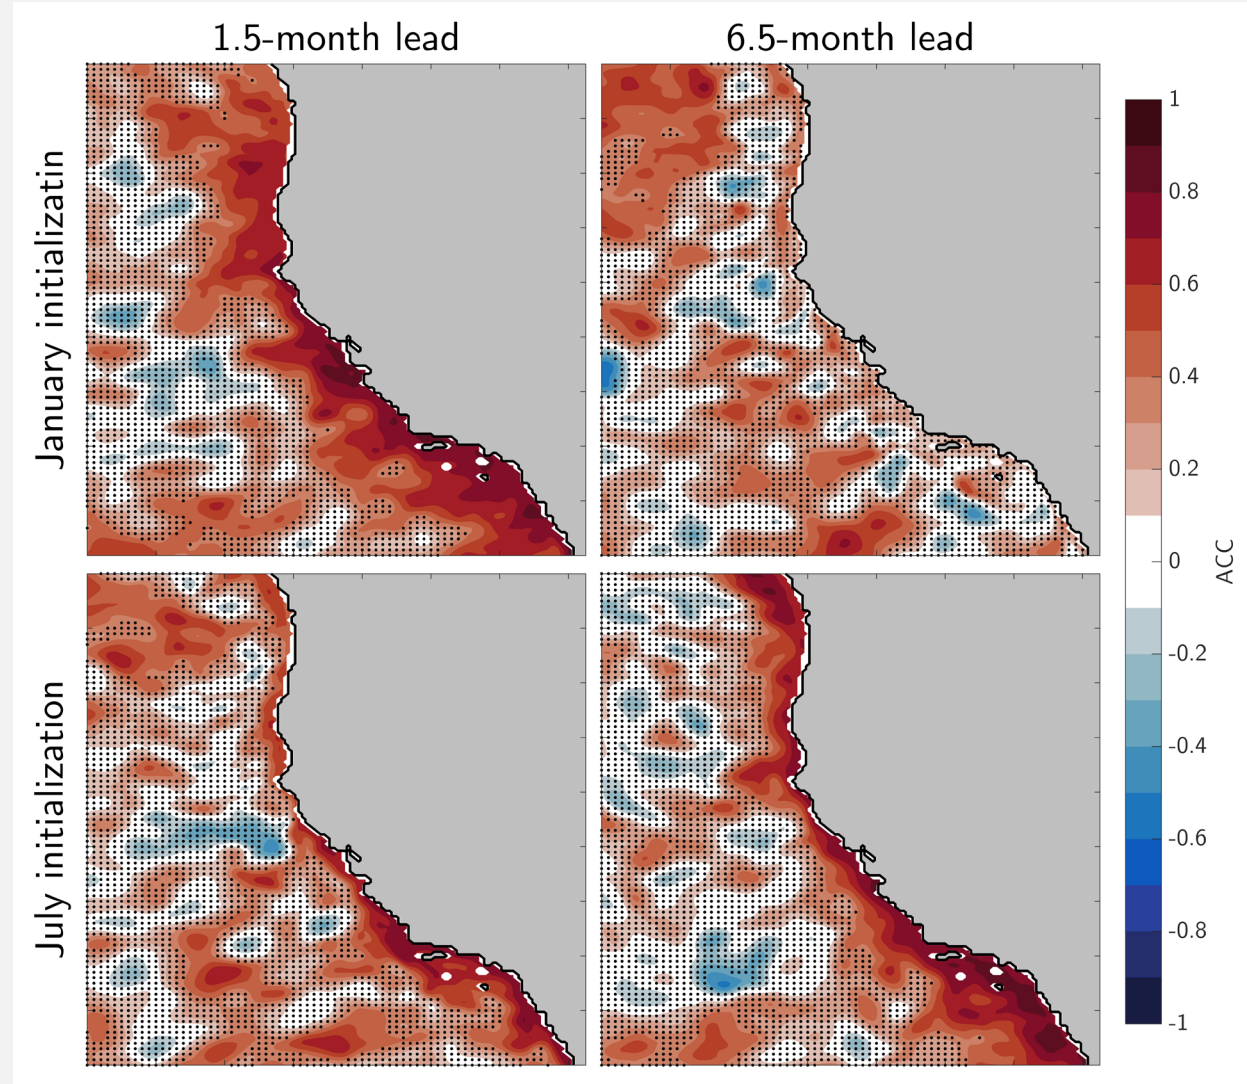 1.5-month lead
6.5-month lead
January initializatin
July initialization
1
0.8
0.6
0.4
0.2
0
-0.2
-0.4
-0.6
-0.8
-1
ACC